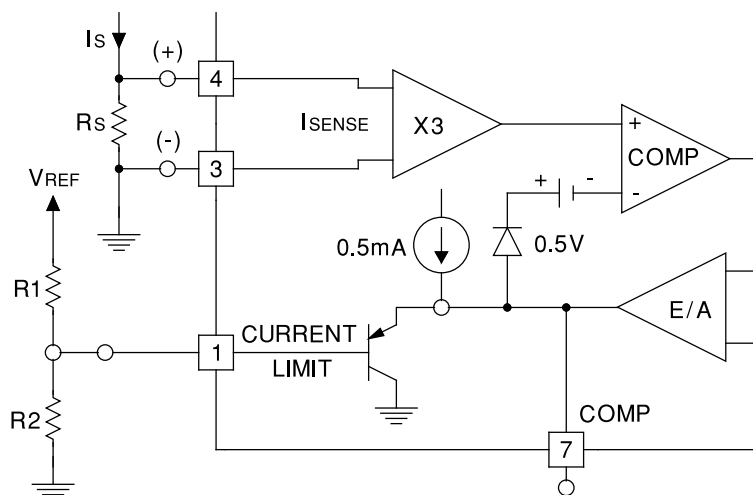 IS
(+)
4
RS
ISENSE
X3
+
COMP
(-)
3
VREF
+
-
-
0.5mA
0.5V
R1
E/A
1
CURRENT
LIMIT
R2
COMP
7